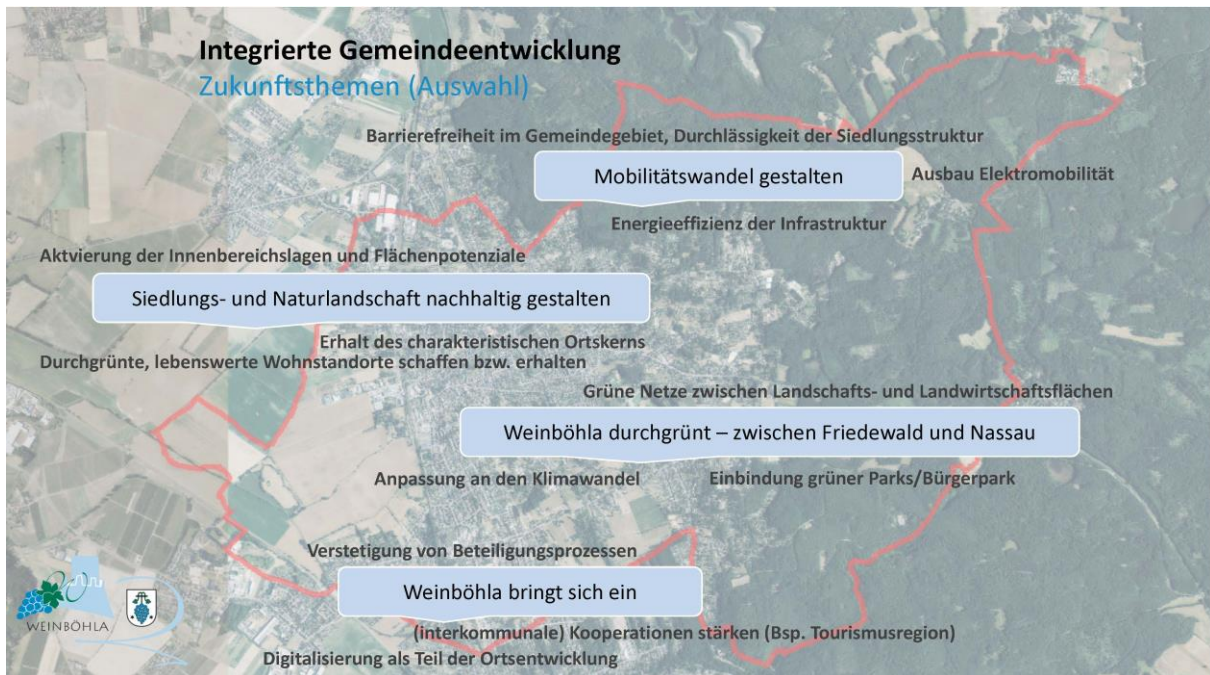 Integrierte Gemeindeentwicklung
Zukunftsthemen (Auswahl)
Barrierefreiheit im Gemeindegebiet, Durchlässigkeit der Siedlungsstruktur
Mobilitätswandel gestalten
Ausbau Elektromobilität
Energieeffizienz der Infrastruktur
Aktvierung der Innenbereichslagen und Flächenpotenziale
Siedlungs- und Naturlandschaft nachhaltig gestalten
Erhalt des charakteristischen Ortskerns
Durchgrünte, lebenswerte Wohnstandorte schaffen bzw. erhalten
Grüne Netze zwischen Landschafts- und Landwirtschaftsflächen
Weinböhla durchgrünt – zwischen Friedewald und Nassau
Anpassung an den Klimawandel
Einbindung grüner Parks/Bürgerpark
Verstetigung von Beteiligungsprozessen
Weinböhla bringt sich ein
(interkommunale) Kooperationen stärken (Bsp. Tourismusregion)
Digitalisierung als Teil der Ortsentwicklung
WEINBÖHLA